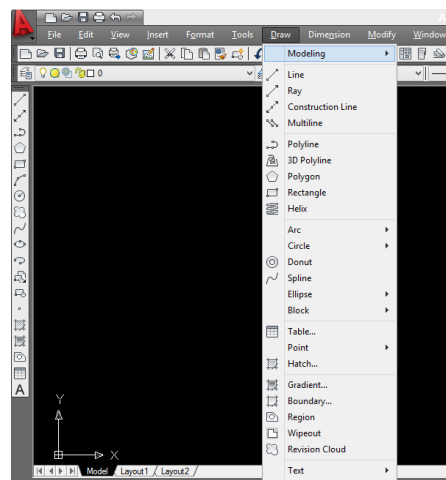 File Edit View Insert Format Tools Draw Dimension Modify Window
0
Modeling
Line
Ray
Construction Line
Multiline
Polyline
3D Polyline
Polygon
Rectangle
Helix
Arc
Circle
Donut
Spline
Ellipse
Block
Table...
Point
Hatch...
Gradient...
Boundary...
Region
Wipeout
Revision Cloud
Text
A
Y
X
Model Layout1 Layout2